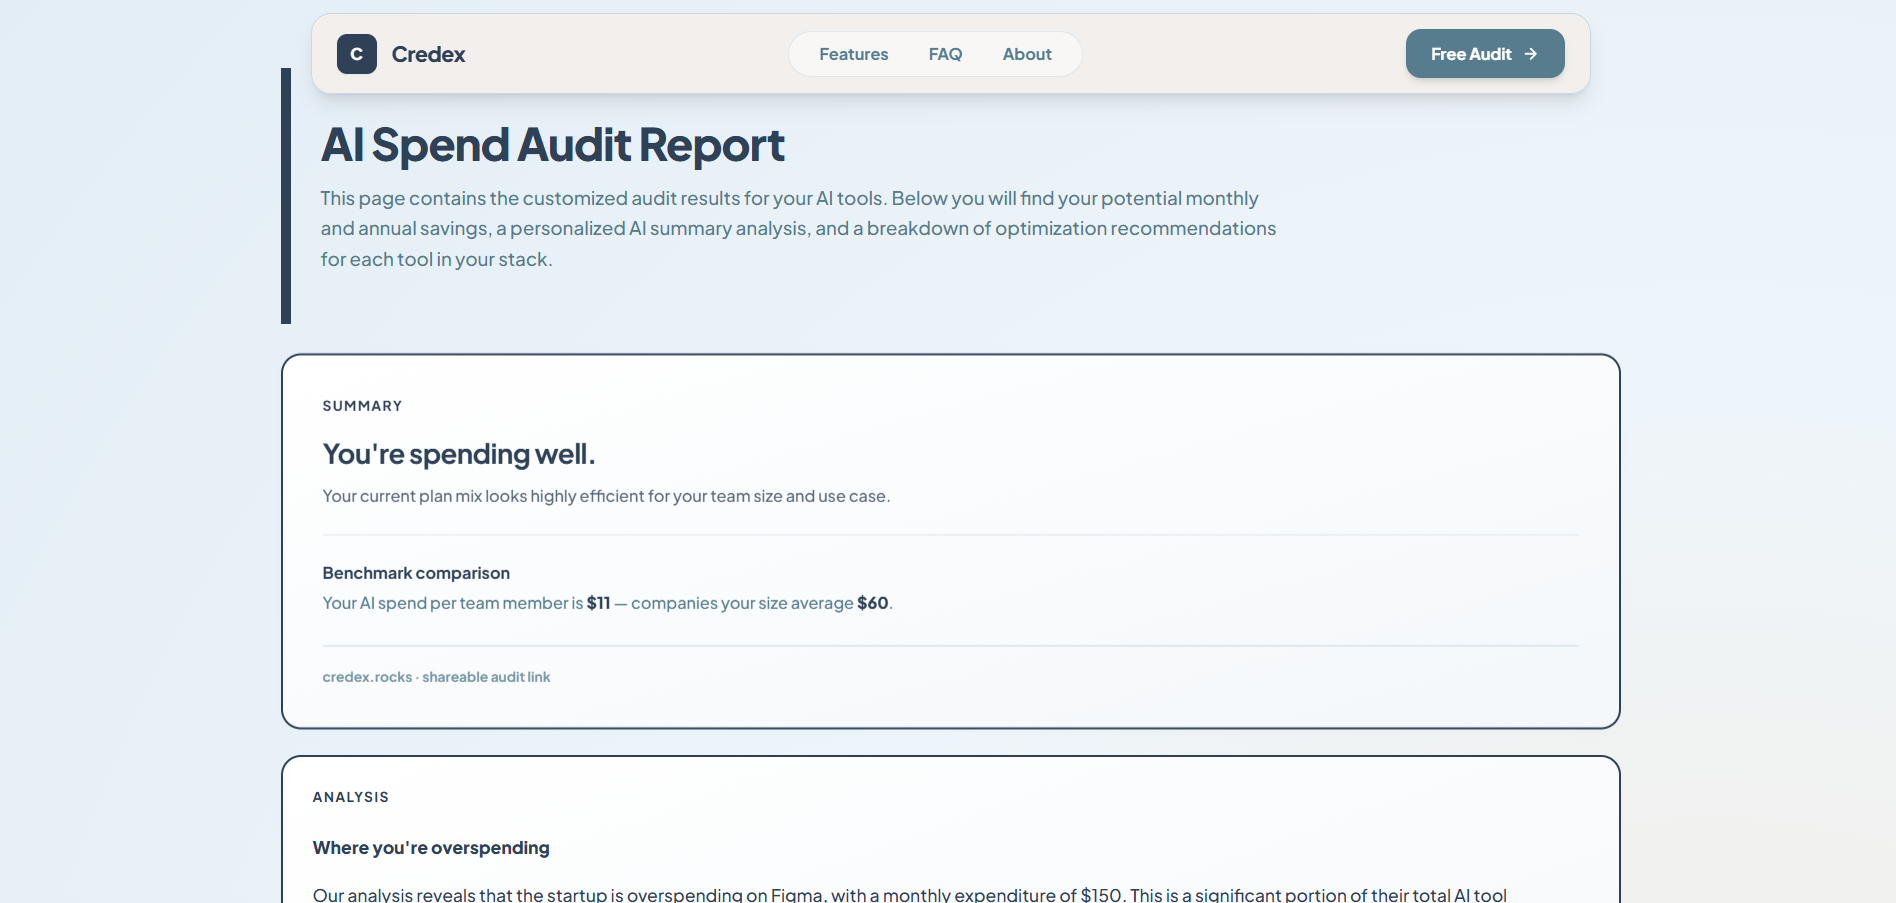 C
Credex
Features
FAQ
About
Free Audit →
AI Spend Audit Report
This page contains the customized audit results for your AI tools. Below you will find your potential monthly
and annual savings, a personalized AI summary analysis, and a breakdown of optimization recommendations
for each tool in your stack.
SUMMARY
You're spending well.
Your current plan mix looks highly efficient for your team size and use case.
Benchmark comparison
Your AI spend per team member is $11 — companies your size average $60.
credex.rocks · shareable audit link
ANALYSIS
Where you're overspending
Our analysis reveals that the startup is overspending on Figma, with a monthly expenditure of $150. This is a significant portion of their total AI tool